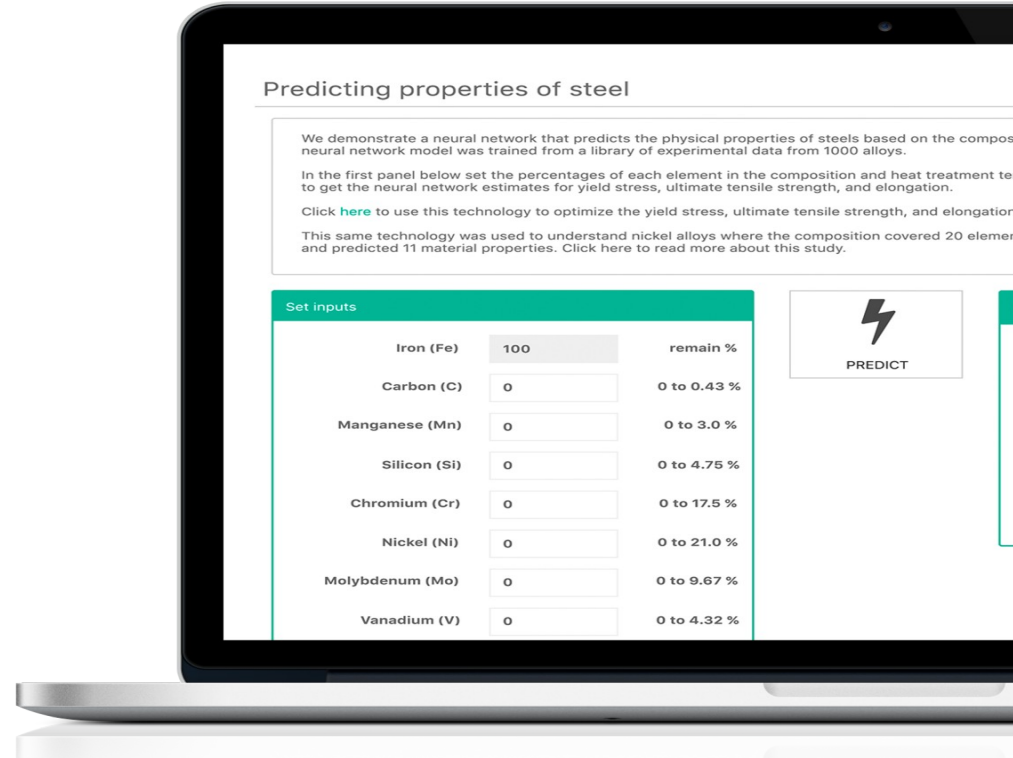 Predicting properties of steel
We demonstrate a neural network that predicts the physical properties of steels based on the
neural network model was trained from a library of experimental data from 1000 alloys.
In the first panel below set the percentages of each element in the composition and heat treatment
to get the neural network estimates for yield stress, ultimate tensile strength, and elongation.
Click here to use this technology to optimize the yield stress, ultimate tensile strength, and elongation
This same technology was used to understand nickel alloys where the composition covered 20
and predicted 11 material properties. Click here to read more about this study.
Set inputs
Iron (Fe) 100 remain %
PREDICT
Carbon (C) 0 0 to 0.43 %
Manganese (Mn) 0 0 to 3.0 %
Silicon (Si) 0 0 to 4.75 %
Chromium (Cr) 0 0 to 17.5 %
Nickel (Ni) 0 0 to 21.0 %
Molybdenum (Mo) 0 0 to 9.67 %
Vanadium (V) 0 0 to 4.32 %